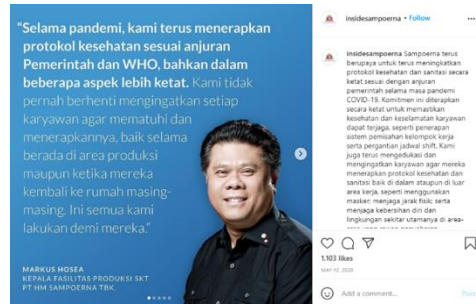 “Selama pandemi, kami terus menerapkan
protokol kesehatan sesuai anjuran
Pemerintah dan WHO, bahkan dalam
beberapa aspek lebih ketat. Kami tidak
pernah berhenti mengingatkan setiap
karyawan agar mematuhi dan
menerapkannya, baik selama
berada di area produksi
maupun ketika mereka
kembali ke rumah masing-
masing. Ini semua kami
lakukan demi mereka.”
MARKUS HOSEA
KEPALA FASILITAS PRODUKSI SKT
PT HM SAMPOERNA TBK.
insidesampoerna • Follow
insidesampoerna Sampoerna terus
berupaya untuk terus meningkatkan
protokol kesehatan dan sanitasi secara
ketat sesuai dengan anjuran
pemerintah selama masa pandemi
COVID-19. Komitmen ini diterapkan
secara ketat untuk memastikan
kesehatan dan keselamatan karyawan
dapat terjaga, seperti penerapan
sistem pemisahan kelompok kerja
serta pergantian jadwal shift. Kami
juga terus mengedukasi dan
mengingatkan karyawan agar mereka
menerapkan protokol kesehatan dan
sanitasi baik di dalam ataupun di luar
area kerja, seperti menggunakan
masker, menjaga jarak fisik; serta
menjaga kebersihan diri dan
lingkungan sekitar utamanya di area-
1.103 likes
MAY 12, 2020
Add a comment...
Post